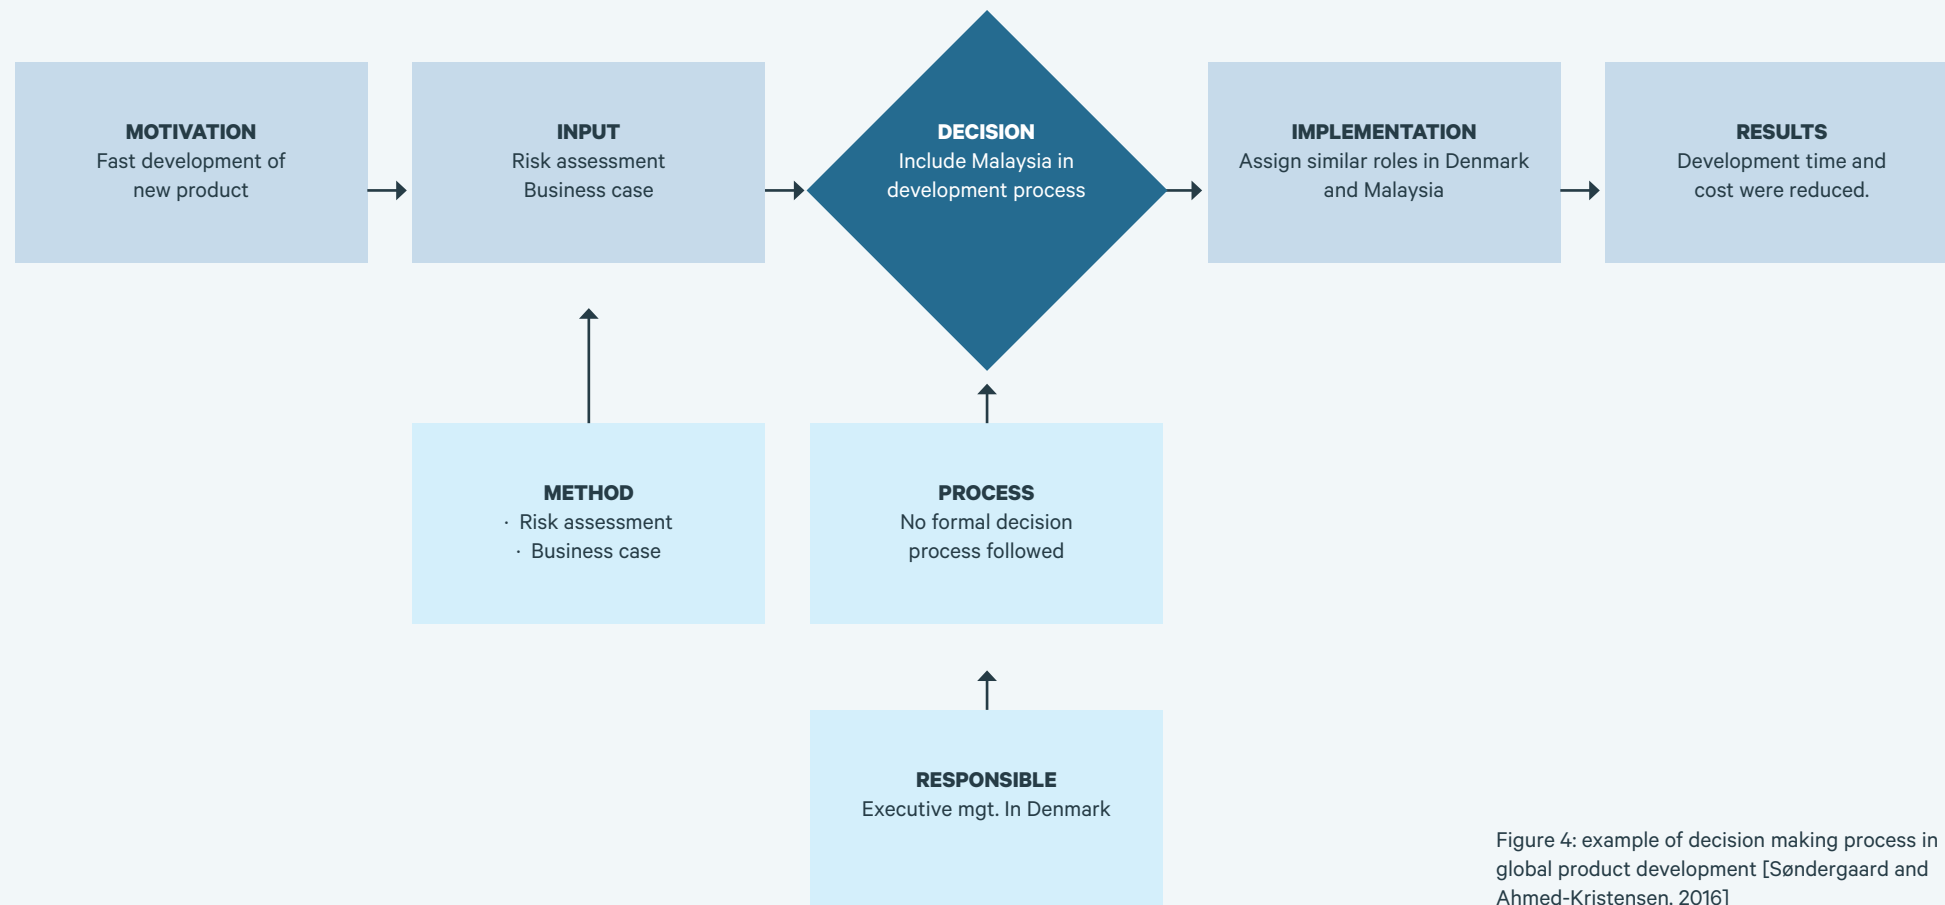 MOTIVATION
Fast development of
new product
INPUT
Risk assessment
Business case
DECISION
Include Malaysia in
development process
IMPLEMENTATION
Assign similar roles in Denmark
and Malaysia
RESULTS
Development time and
cost were reduced.
METHOD
· Risk assessment
· Business case
PROCESS
No formal decision
process followed
RESPONSIBLE
Executive mgt. In Denmark
Figure 4: example of decision making process in
global product development [Søndergaard and
Ahmed-Kristensen, 2016]